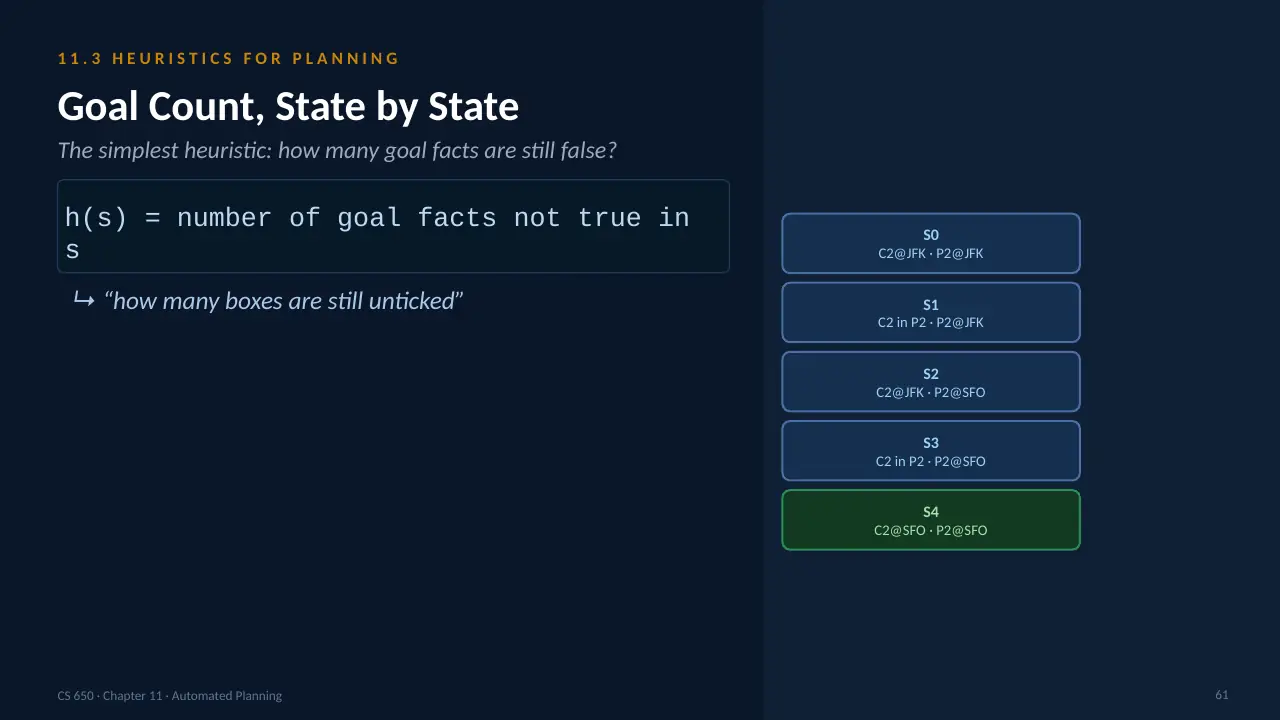 11.3 HEURISTICS FOR PLANNING
Goal Count, State by State
The simplest heuristic: how many goal facts are still false?
h(s) = number of goal facts not true in
s
↪ “how many boxes are still unticked”
S0
C2@JFK · P2@JFK
S1
C2 in P2 · P2@JFK
S2
C2@JFK · P2@SFO
S3
C2 in P2 · P2@SFO
S4
C2@SFO · P2@SFO
CS 650 · Chapter 11 · Automated Planning
61